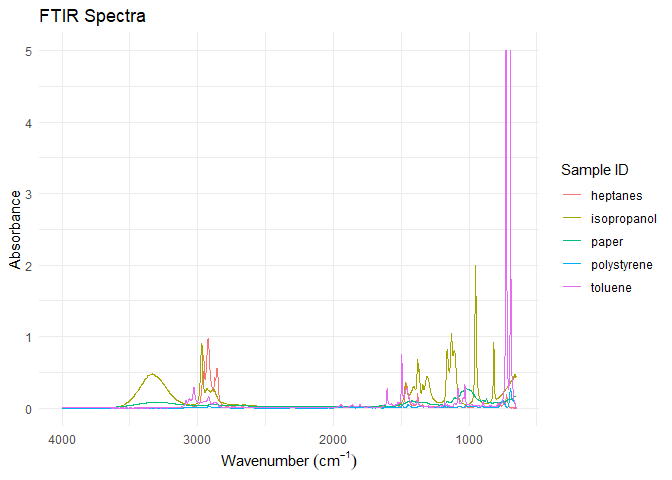 FTIR Spectra
5
4
3
2
1
0
Absorbance
4000 3000 2000 1000
Wavenumber (cm⁻¹)
Sample ID
heptanes
isopropanol
paper
polystyrene
toluene